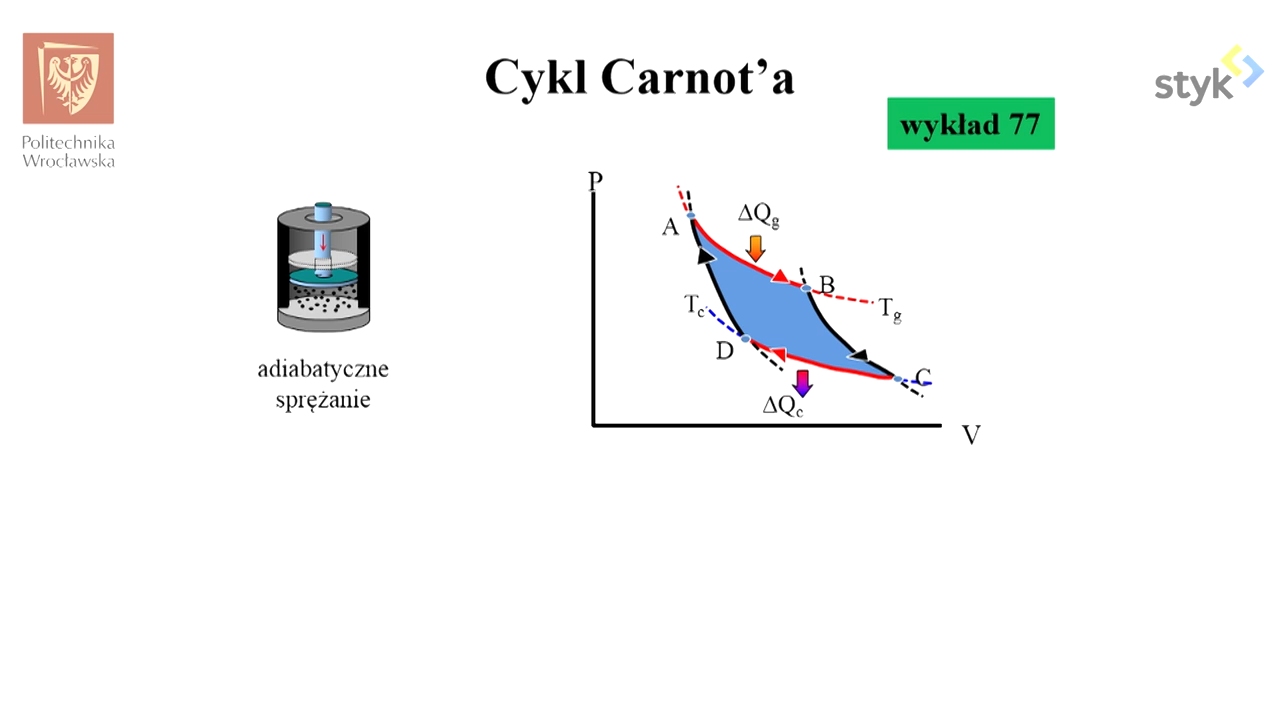 Cykl Carnot’a
styk
Politechnika
Wrocławska
wykład 77
P
A
ΔQg
B
Tg
Tc
D
C
ΔQc
V
adiabatyczne
sprężanie